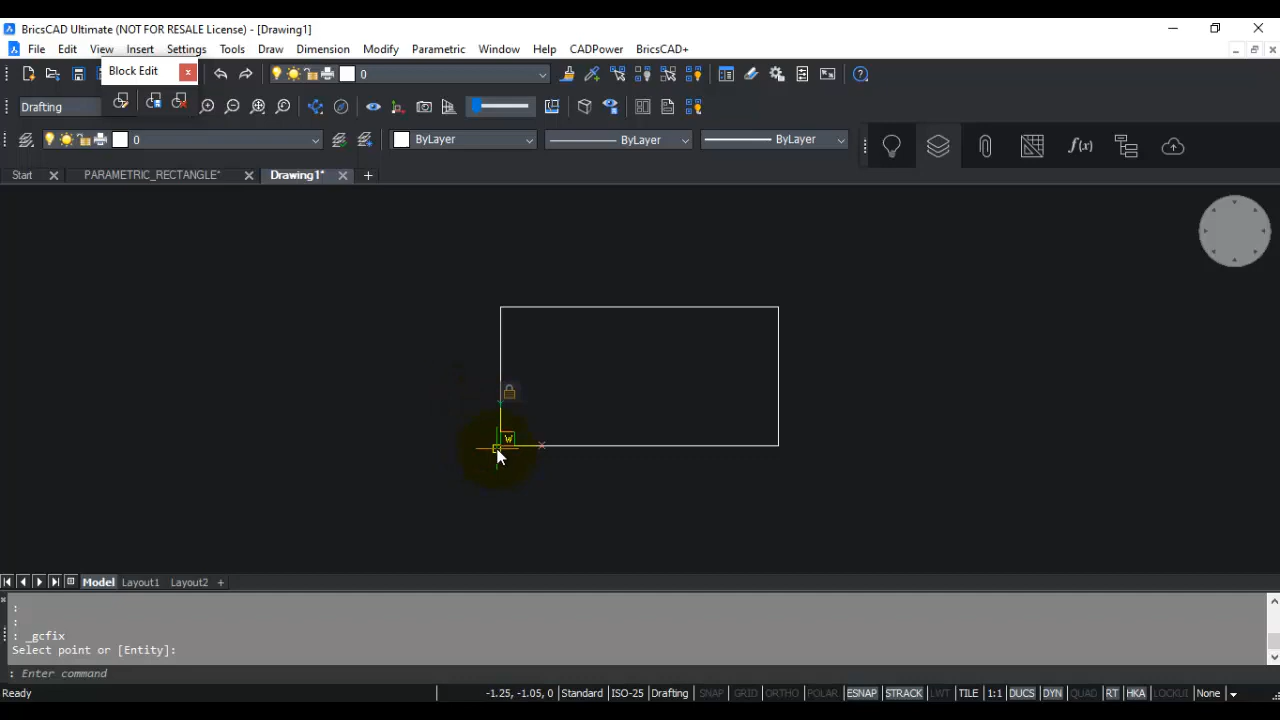 BricsCAD Ultimate (NOT FOR RESALE License) - [Drawing1]
File Edit View Insert Settings Tools Draw Dimension Modify Parametric Window Help CADPower BricsCAD+
Block Edit x
0
Drafting
0 ByLayer ByLayer ByLayer f(x)
Start PARAMETRIC_RECTANGLE* Drawing1* +
W
X
Model Layout1 Layout2 +
:
:
: _gcfix
Select point or [Entity]:
: Enter command
Ready -1.25, -1.05, 0 Standard ISO-25 Drafting SNAP GRID ORTHO POLAR ESNAP STRACK LWT TILE 1:1 DUCS DYN QUAD RT HKA LOCKUI None